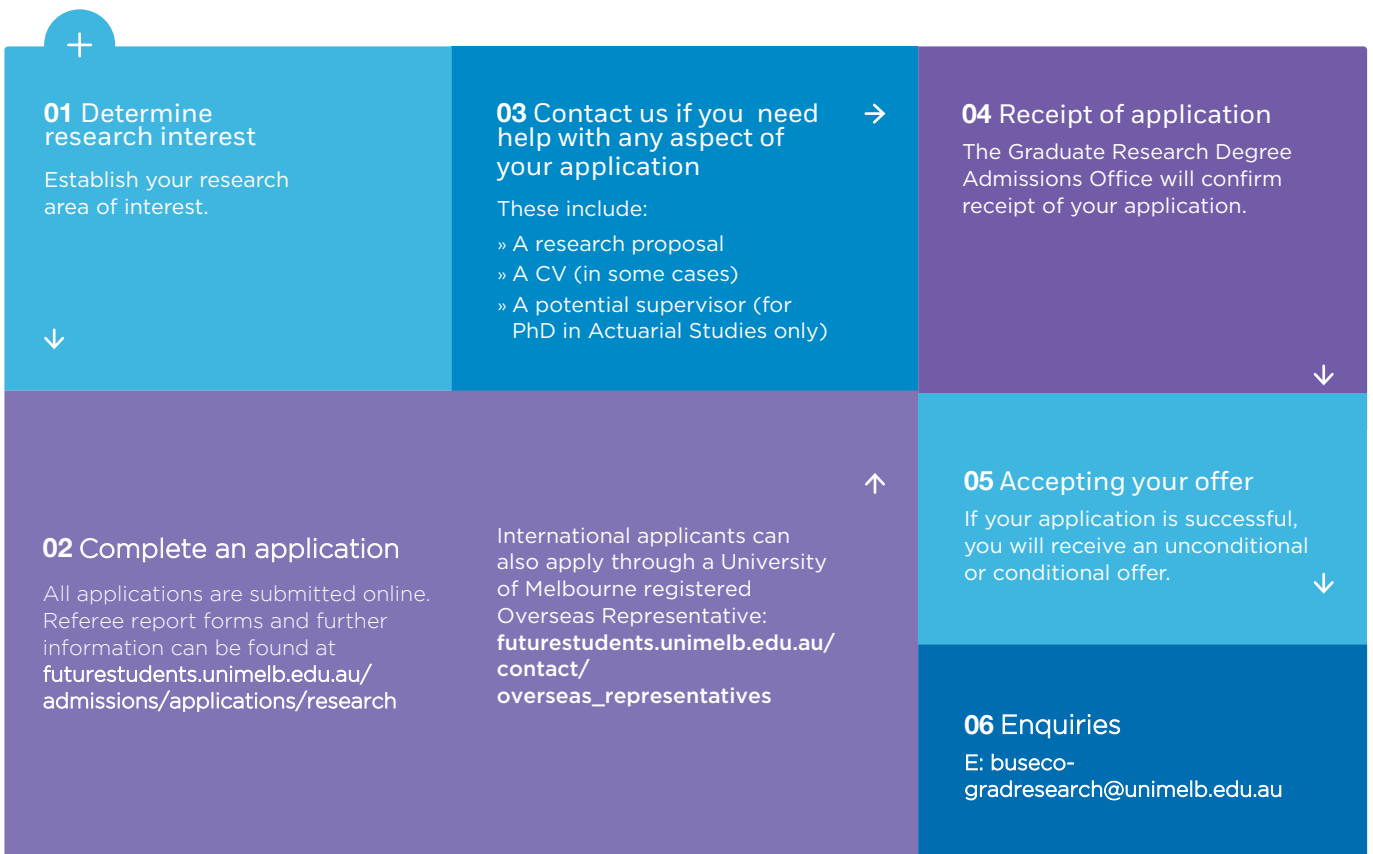 01 Determine
research interest
Establish your research
area of interest.
02 Complete an application
All applications are submitted online.
Referee report forms and further
information can be found at
futurestudents.unimelb.edu.au/
admissions/applications/research
International applicants can
also apply through a University
of Melbourne registered
Overseas Representative:
futurestudents.unimelb.edu.au/
contact/
overseas_representatives
03 Contact us if you  need
help with any aspect of
your application
These include:
» A research proposal
» A CV (in some cases)
» A potential supervisor (for
PhD in Actuarial Studies only)
04 Receipt of application
The Graduate Research Degree
Admissions Office will confirm
receipt of your application.
05 Accepting your offer
If your application is successful,
you will receive an unconditional
or conditional offer.
06 Enquiries
E: buseco-
gradresearch@unimelb.edu.au